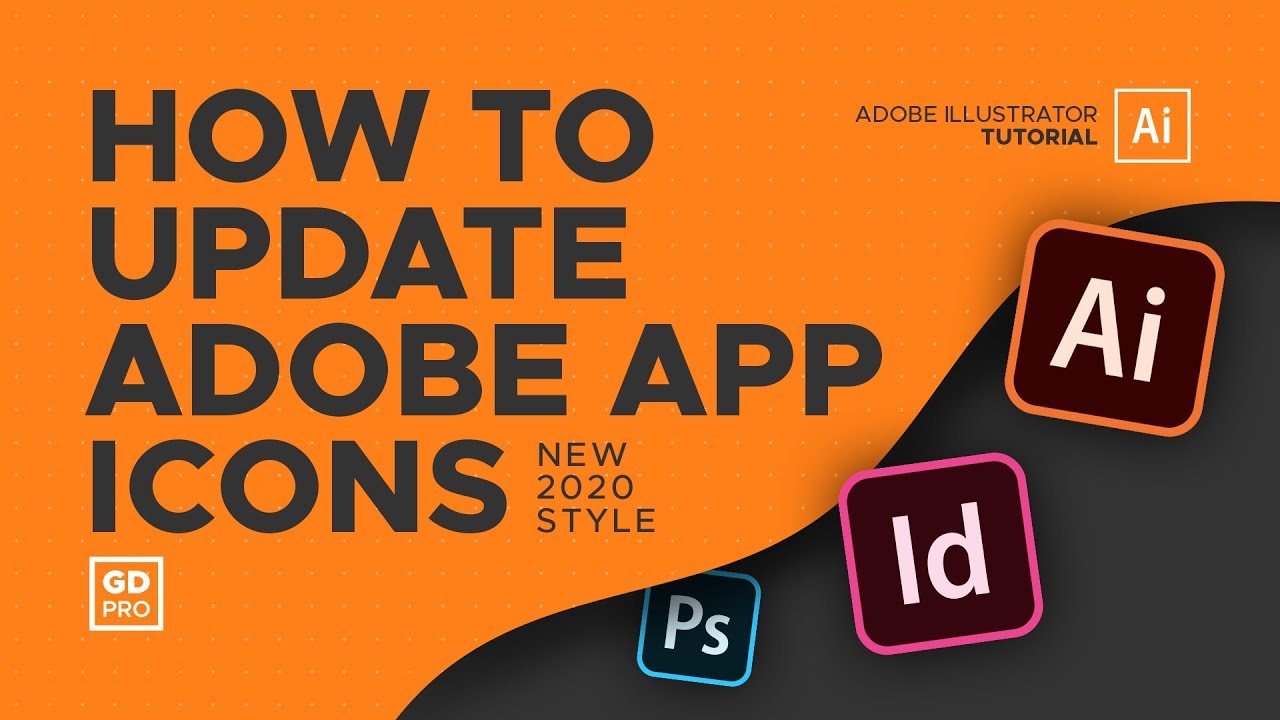 HOW TO
UPDATE
ADOBE APP
ICONS
NEW
2020
STYLE
ADOBE ILLUSTRATOR
TUTORIAL
Ai
Ai
Id
Ps
GD
PRO